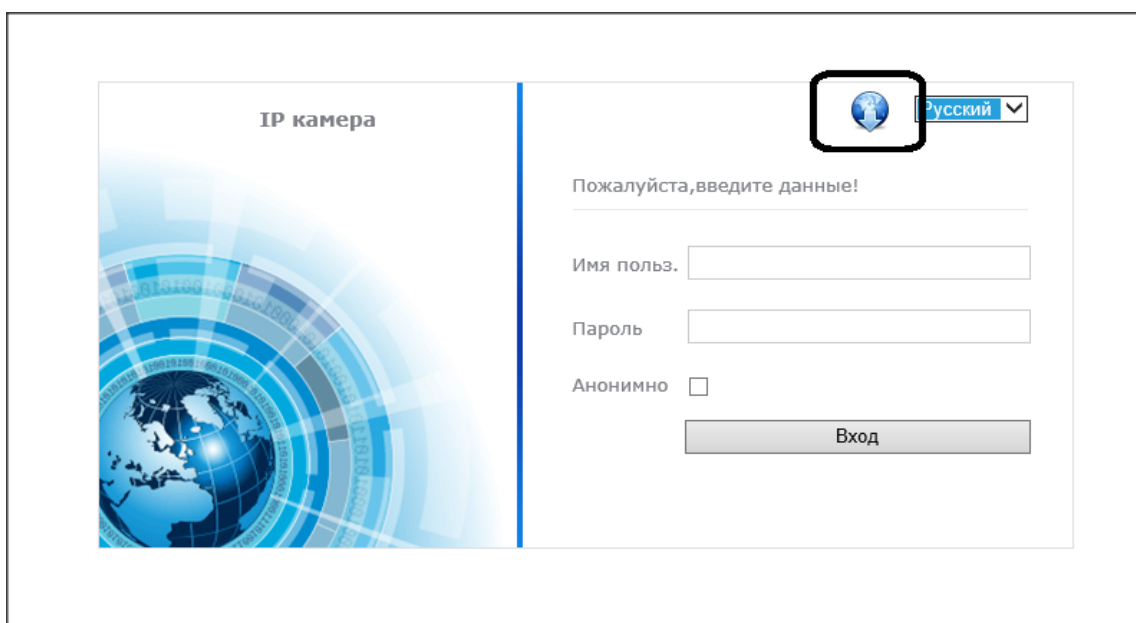 IP камера
Русский
Пожалуйста,введите данные!
Имя польз.
Пароль
Анонимно
Вход